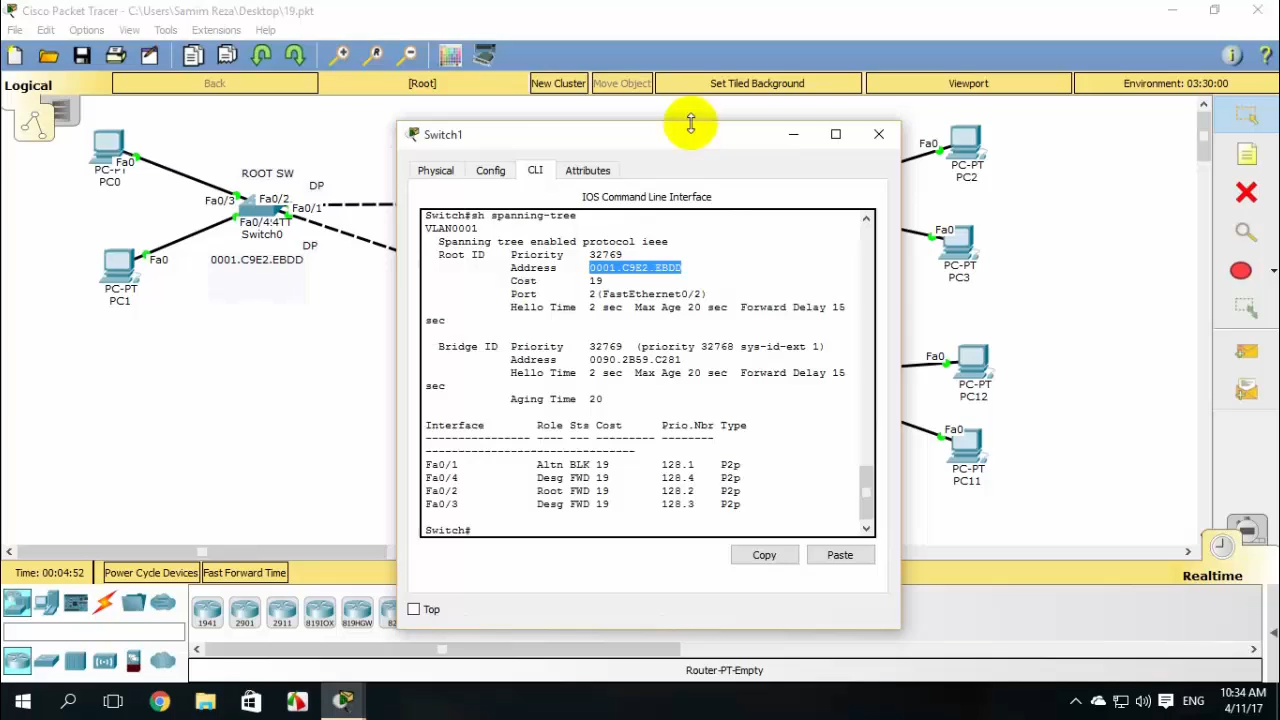 Cisco Packet Tracer - C:\Users\Samim Reza\19.pkt
File Edit Options View Tools Extensions Help
Logical
Back
[Root]
New Cluster
Move Object
Set Tiled Background
Viewport
Environment: 03:30:00
Fa0
PC-PT
PC0
ROOT SW
DP
Fa0/3
Fa0/2
Fa0/1
Switch0
DP
0001.C9E2.EBDD
Fa0
PC-PT
PC1
Switch1
Physical Config CLI Attributes
IOS Command Line Interface
Switch#sh spanning-tree
VLAN0001
Spanning tree enabled protocol ieee
Root ID Priority 32769
Address 0001.C9E2.EBDD
Cost 19
Port 2(FastEthernet0/2)
Hello Time 2 sec Max Age 20 sec Forward Delay 15
sec
Bridge ID Priority 32769 (priority 32768 sys-id-ext 1)
Address 0090.2B59.C281
Hello Time 2 sec Max Age 20 sec Forward Delay 15
sec
Aging Time 20
Interface Role Sts Cost Prio.Nbr Type
---------------- ---- --- --------- --------
--------------------------------
Fa0/1 Altn BLK 19 128.1 P2p
Fa0/4 Desg FWD 19 128.4 P2p
Fa0/2 Root FWD 19 128.2 P2p
Fa0/3 Desg FWD 19 128.3 P2p
Switch#
Copy
Paste
Top
Fa0
PC-PT
PC2
Fa0
PC-PT
PC3
Fa0
PC-PT
PC12
Fa0
PC-PT
PC11
Time: 00:04:52
Power Cycle Devices
Fast Forward Time
Realtime
1941
2901
2911
819IOX
819HGW
Router-PT-Empty
ENG
10:34 AM
4/11/17